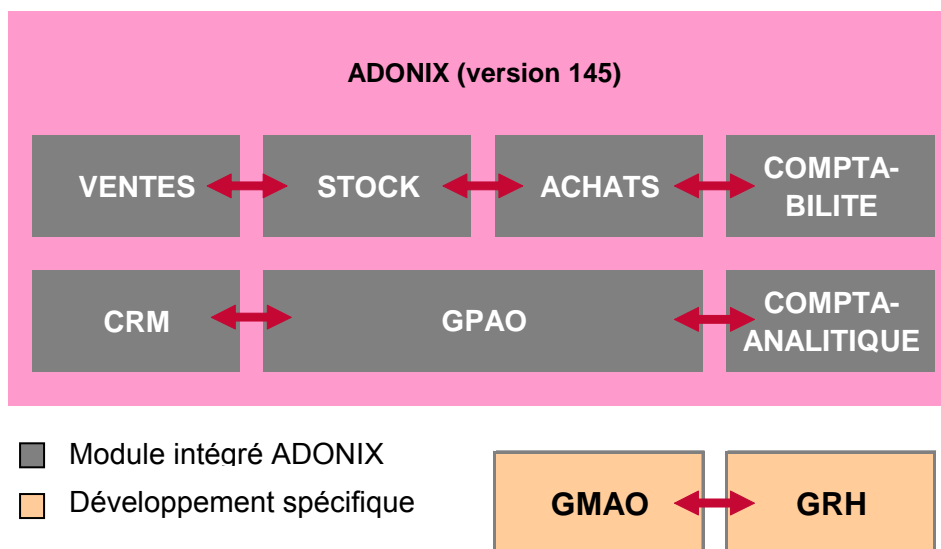 ADONIX (version 145)
VENTES
STOCK
ACHATS
COMPTA-
BILITE
CRM
GPAO
COMPTA-
ANALITIQUE
Module intégré ADONIX
Développement spécifique
GMAO
GRH